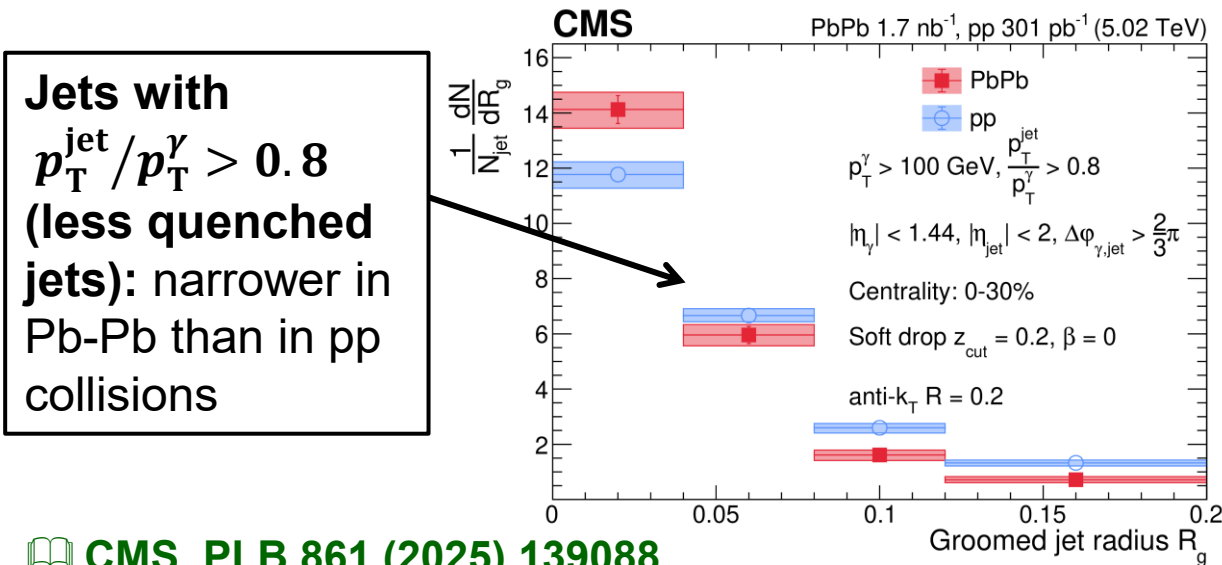 Jets with
p_T^jet/p_T^γ > 0.8
(less quenched
jets): narrower in
Pb-Pb than in pp
collisions
CMS
PbPb 1.7 nb⁻¹, pp 301 pb⁻¹ (5.02 TeV)
1/N_jet dN/dR_g
16
14
12
10
8
6
4
2
PbPb
pp
p_T^γ > 100 GeV, p_T^jet/p_T^γ > 0.8
|η_γ| < 1.44, |η_jet| < 2, Δφ_γ,jet > 2/3π
Centrality: 0-30%
Soft drop z_cut = 0.2, β = 0
anti-k_T R = 0.2
0 0.05 0.1 0.15 0.2
Groomed jet radius R_g
CMS, PLB 861 (2025) 139088